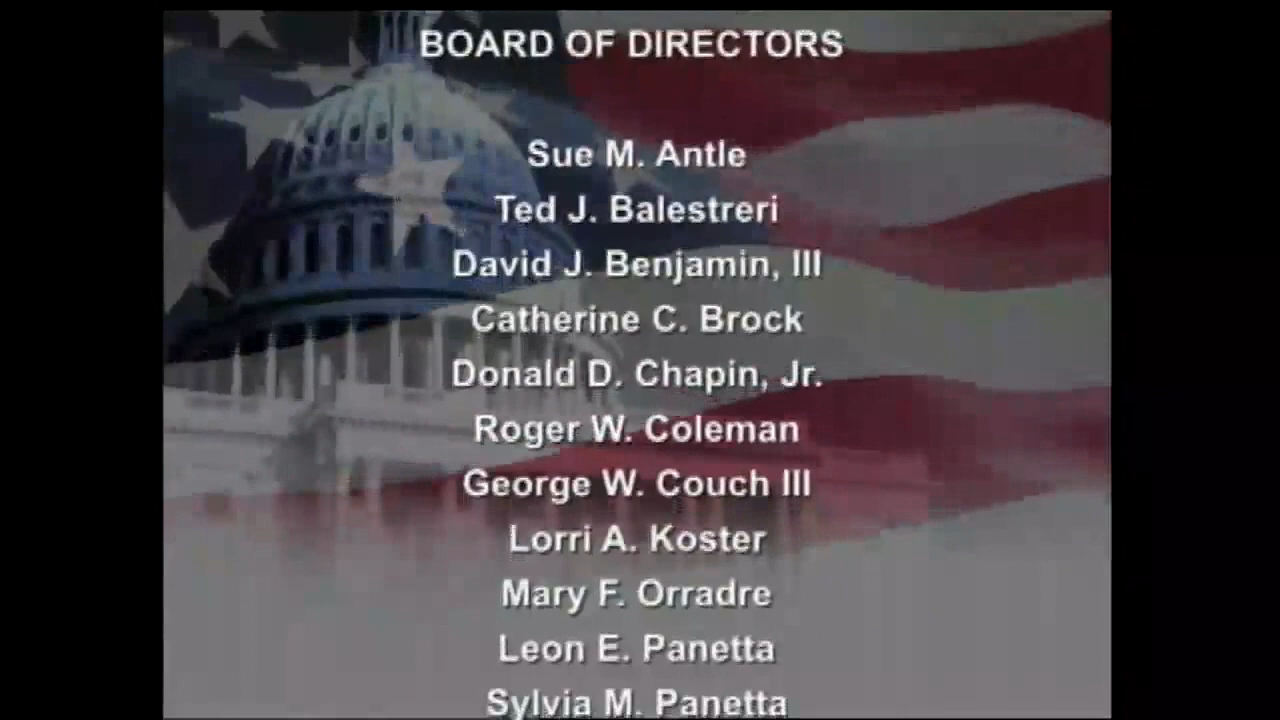 BOARD OF DIRECTORS
Sue M. Antle
Ted J. Balestreri
David J. Benjamin, III
Catherine C. Brock
Donald D. Chapin, Jr.
Roger W. Coleman
George W. Couch III
Lorri A. Koster
Mary F. Orradre
Leon E. Panetta
Sylvia M. Panetta